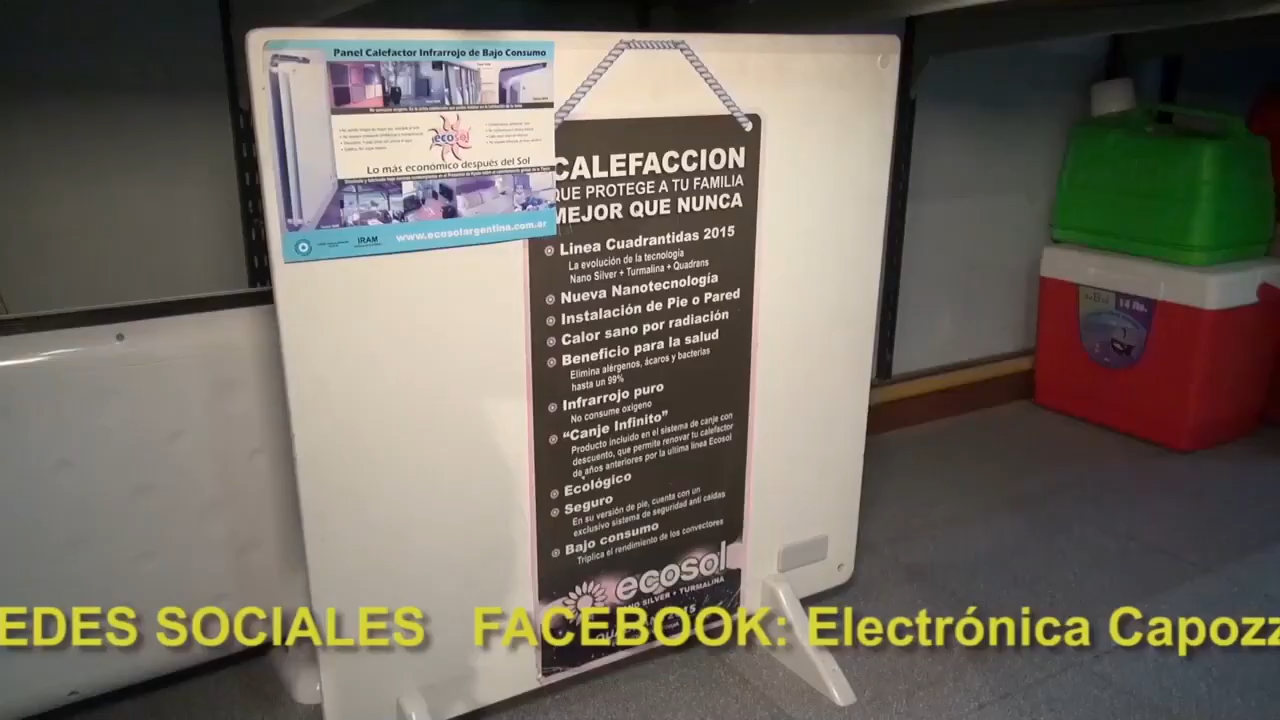 Panel Calefactor Infrarrojo de Bajo Consumo
ecosol
Lo más económico después del Sol
IRAM
www.ecosolargentina.com.ar
CALEFACCION
QUE PROTEGE A TU FAMILIA
MEJOR QUE NUNCA
Linea Cuadrantidas 2015
La evolución de la tecnología
Nano Silver + Turmalina + Quadrans
Nueva Nanotecnología
Instalación de Pie o Pared
Calor sano por radiación
Beneficio para la salud
Elimina alérgenos, ácaros y bacterias
hasta un 99%
Infrarrojo puro
No consume oxigeno
“Canje Infinito”
Producto incluido en el sistema de canje con
descuento, que permite renovar tu calefactor
de años anteriores por la ultima linea Ecosol
Ecológico
Seguro
En su versión de pie, cuenta con un
exclusivo sistema de seguridad anti caidas
Bajo consumo
Triplica el rendimiento de los convectores
ecosol
NO SILVER + TURMALINA
EDES SOCIALES FACEBOOK: Electrónica Capozz
14 lts.